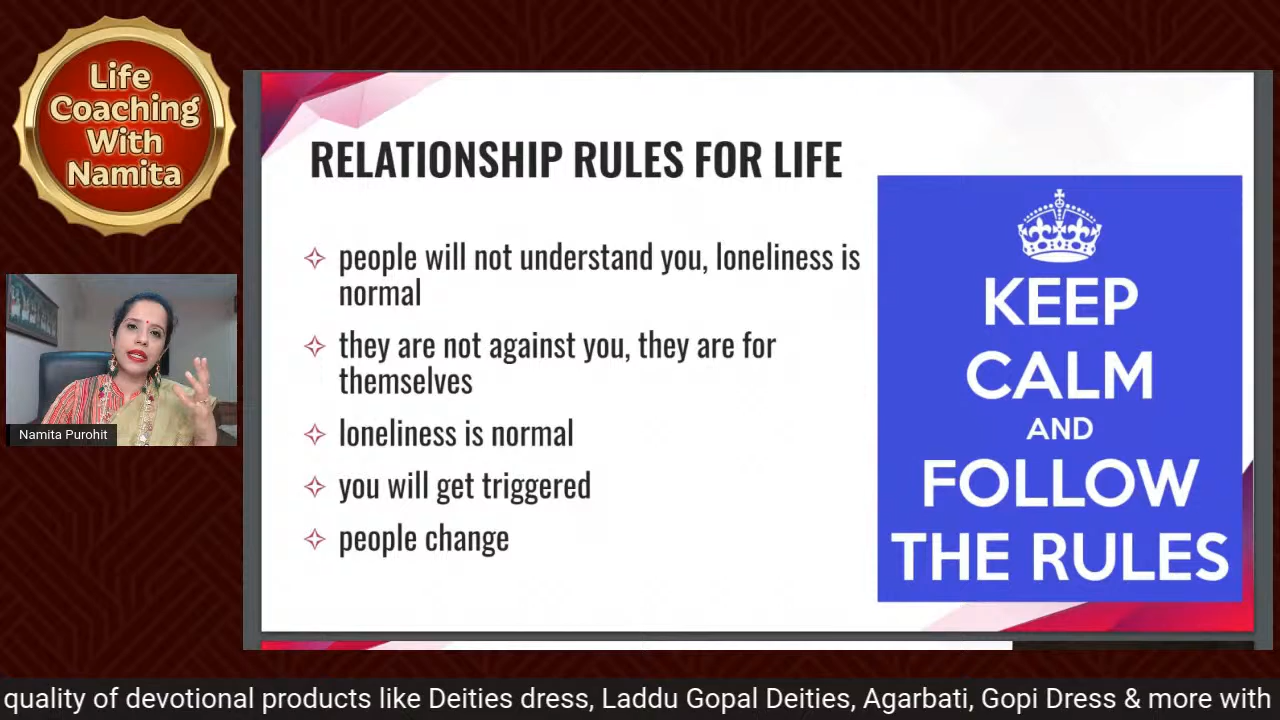 Life
Coaching
With
Namita
RELATIONSHIP RULES FOR LIFE
people will not understand you, loneliness is
normal
they are not against you, they are for
themselves
loneliness is normal
you will get triggered
people change
KEEP
CALM
AND
FOLLOW
THE RULES
Namita Purohit
quality of devotional products like Deities dress, Laddu Gopal Deities, Agarbati, Gopi Dress & more with